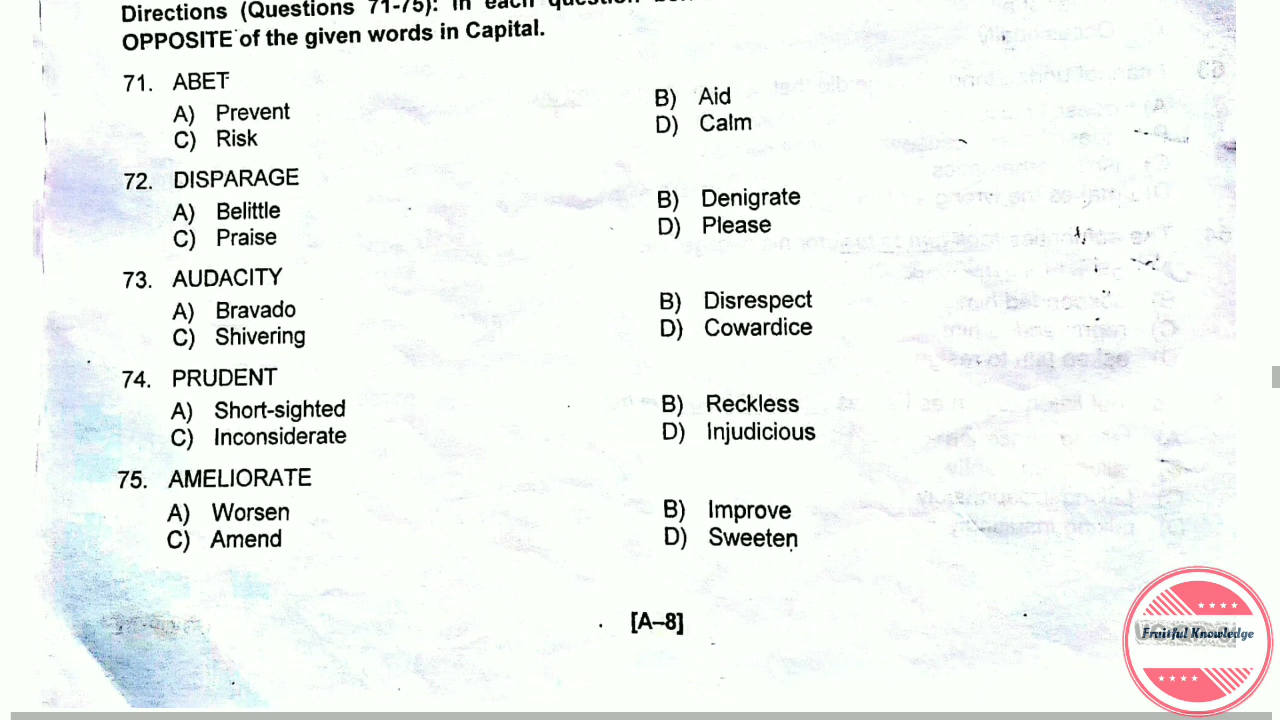 Directions (Questions 71-75): In each question
OPPOSITE of the given words in Capital.
71. ABET
A) Prevent B) Aid
C) Risk D) Calm
72. DISPARAGE
A) Belittle B) Denigrate
C) Praise D) Please
73. AUDACITY
A) Bravado B) Disrespect
C) Shivering D) Cowardice
74. PRUDENT
A) Short-sighted B) Reckless
C) Inconsiderate D) Injudicious
75. AMELIORATE
A) Worsen B) Improve
C) Amend D) Sweeten
[A–8]
Fruitful Knowledge